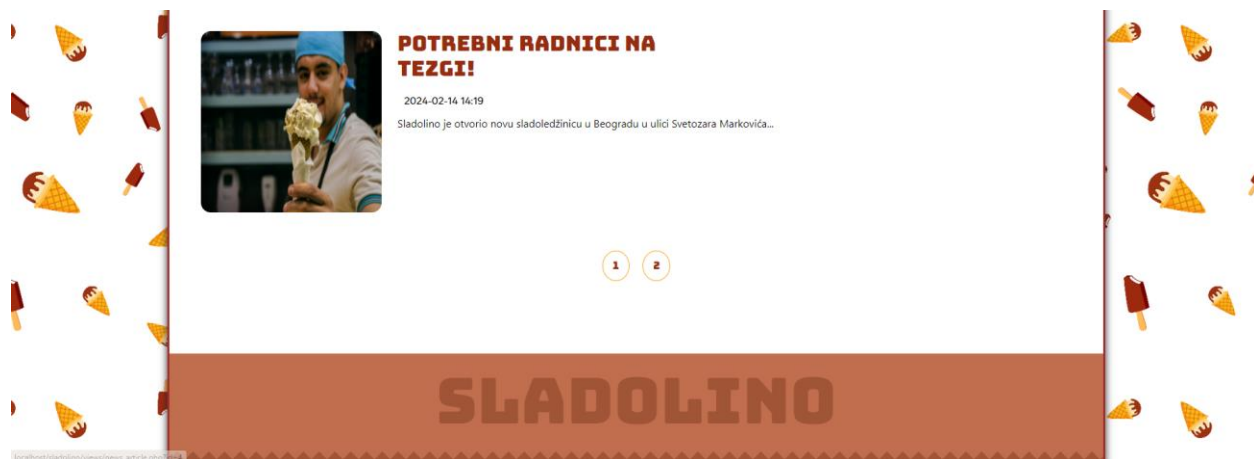 POTREBNI RADNICI NA
TEZGI!
2024-02-14 14:19
Sladolino je otvorio novu sladoledžinicu u Beogradu u ulici Svetozara Markovića...
1 2
SLADOLINO